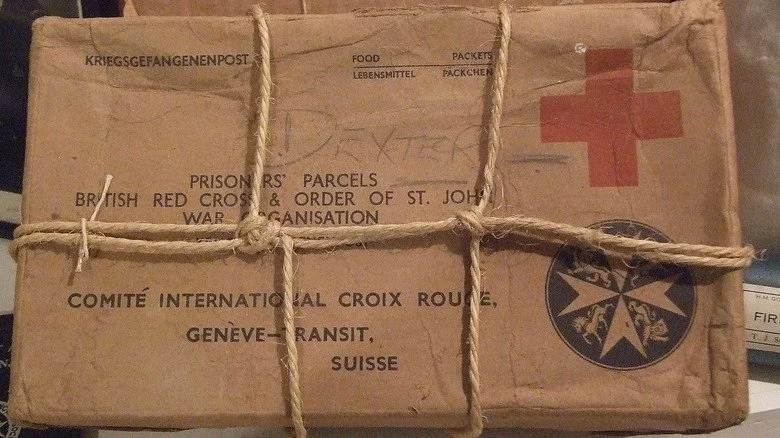 KRIEGSGEFANGENENPOST
FOOD PACKETS
LEBENSMITTEL PÄCKCHEN
DEXTER
PRISONERS' PARCELS
BRITISH RED CROSS & ORDER OF ST. JOHN
WAR ORGANISATION
COMITÉ INTERNATIONAL CROIX ROUGE,
GENÈVE—TRANSIT,
SUISSE